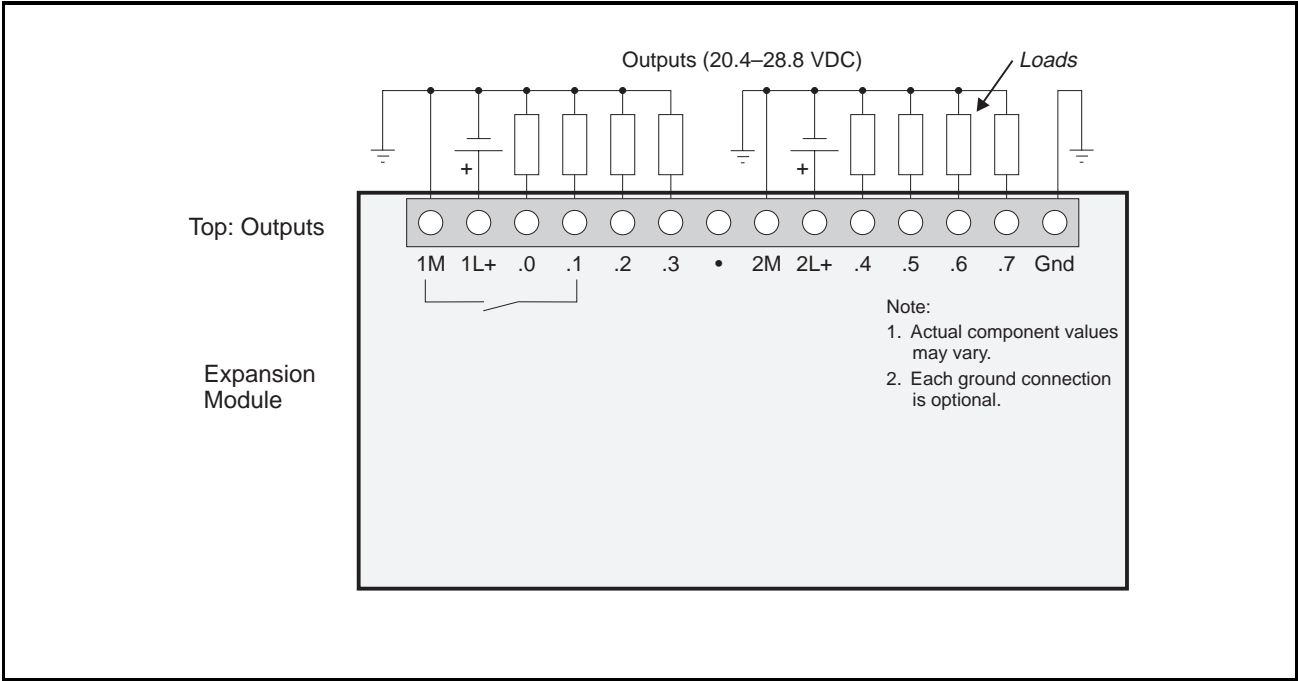 Outputs (20.4–28.8 VDC)
Loads
+
+
Top: Outputs
1M 1L+ .0 .1 .2 .3 • 2M 2L+ .4 .5 .6 .7 Gnd
Note:
1. Actual component values
may vary.
2. Each ground connection
is optional.
Expansion
Module